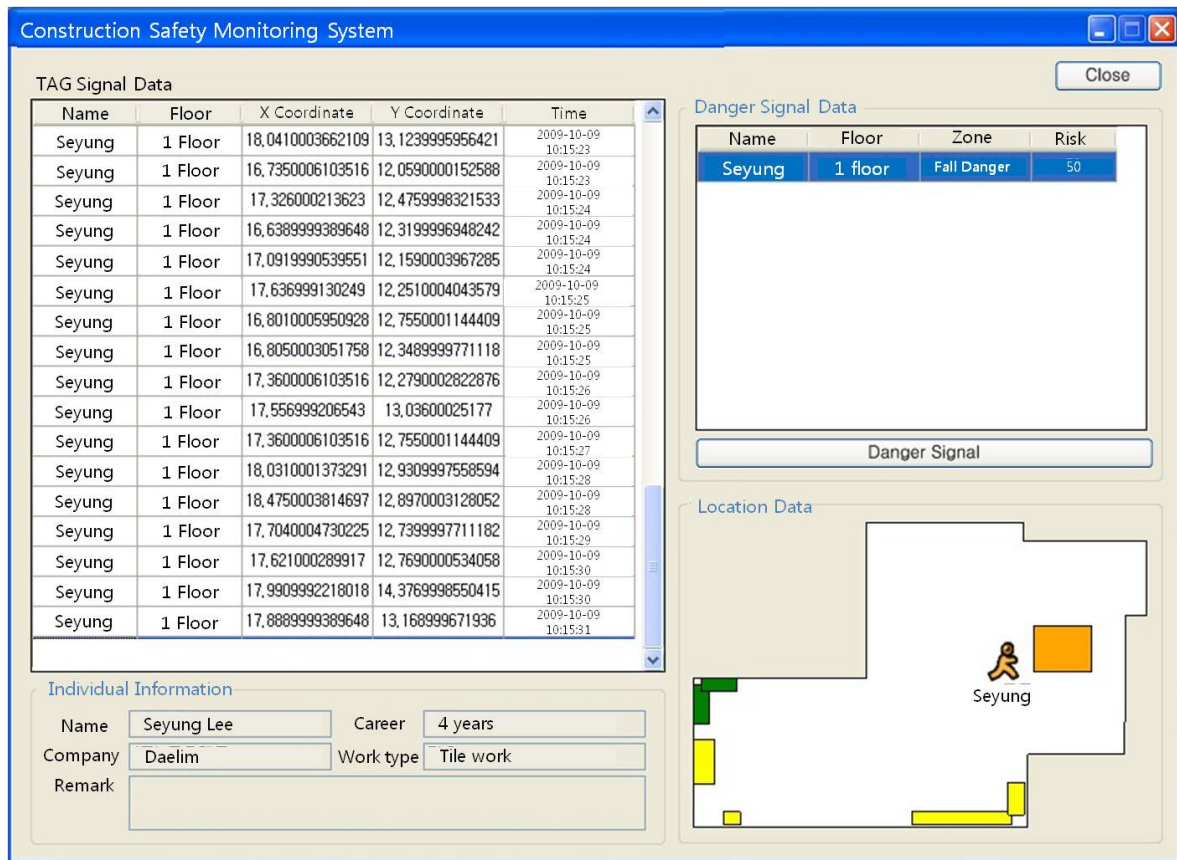 Construction Safety Monitoring System
Close
TAG Signal Data
Name Floor X Coordinate Y Coordinate Time
Seyung 1 Floor 18,0410003662109 13,1239995956421 2009-10-09 10:15:23
Seyung 1 Floor 16,7350006103516 12,0590000152588 2009-10-09 10:15:23
Seyung 1 Floor 17,326000213623 12,4759998321533 2009-10-09 10:15:24
Seyung 1 Floor 16,6389999389648 12,3199996948242 2009-10-09 10:15:24
Seyung 1 Floor 17,0919990539551 12,1590003967285 2009-10-09 10:15:24
Seyung 1 Floor 17,636999130249 12,2510004043579 2009-10-09 10:15:25
Seyung 1 Floor 16,8010005950928 12,7550001144409 2009-10-09 10:15:25
Seyung 1 Floor 16,8050003051758 12,3489999771118 2009-10-09 10:15:25
Seyung 1 Floor 17,3600006103516 12,2790002822876 2009-10-09 10:15:26
Seyung 1 Floor 17,556999206543 13,03600025177 2009-10-09 10:15:26
Seyung 1 Floor 17,3600006103516 12,7550001144409 2009-10-09 10:15:27
Seyung 1 Floor 18,0310001373291 12,9309997558594 2009-10-09 10:15:28
Seyung 1 Floor 18,4750003814697 12,8970003128052 2009-10-09 10:15:28
Seyung 1 Floor 17,7040004730225 12,7399997711182 2009-10-09 10:15:29
Seyung 1 Floor 17,621000289917 12,7690000534058 2009-10-09 10:15:30
Seyung 1 Floor 17,9909992218018 14,3769998550415 2009-10-09 10:15:30
Seyung 1 Floor 17,8889999389648 13,168999671936 2009-10-09 10:15:31
Danger Signal Data
Name Floor Zone Risk
Seyung 1 floor Fall Danger 50
Danger Signal
Location Data
Seyung
Individual Information
Name Seyung Lee Career 4 years
Company Daelim Work type Tile work
Remark